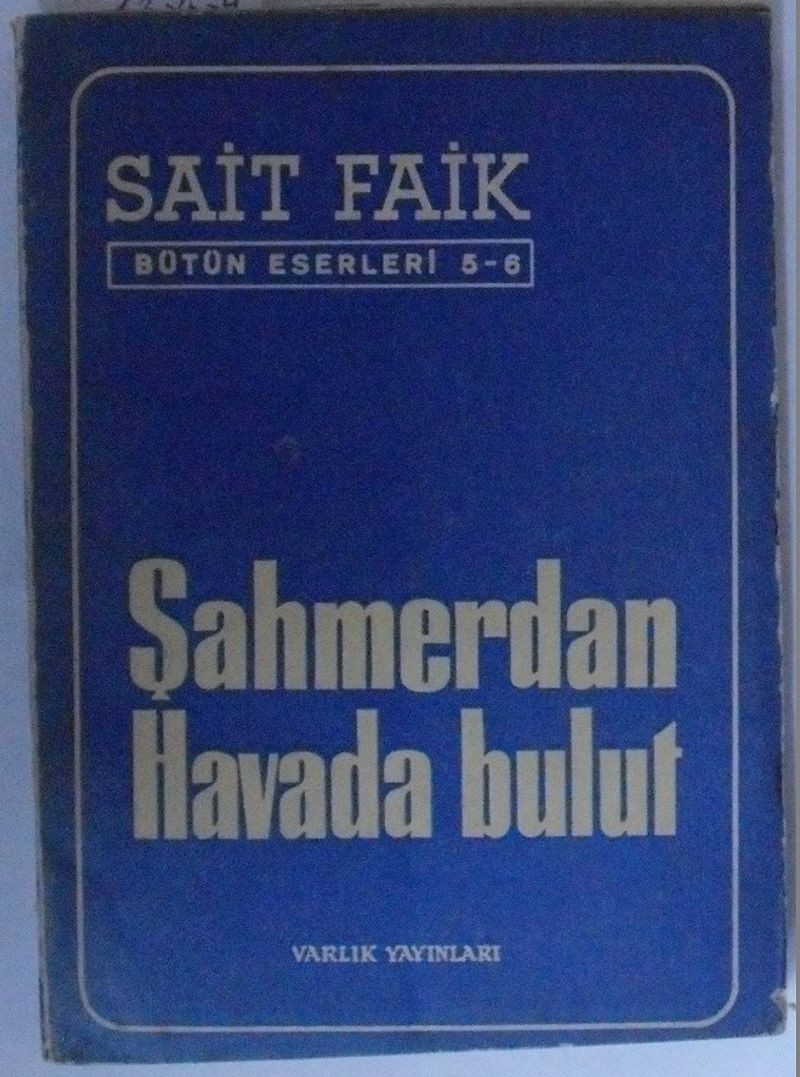 SAİT FAİK
BÜTÜN ESERLERİ 5-6
Şahmerdan
Havada bulut
VARLIK YAYINLARI